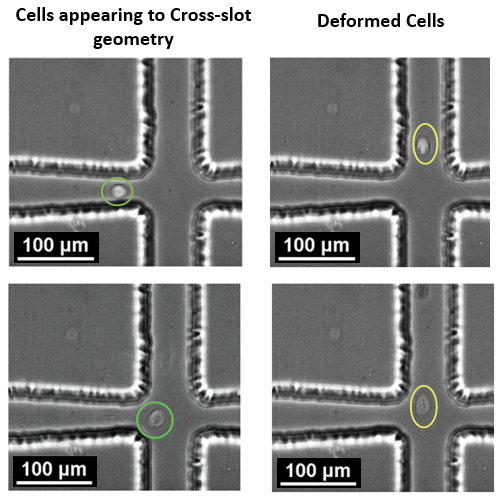 Cells appearing to Cross-slot
geometry
Deformed Cells
100 µm
100 µm
100 µm
100 µm